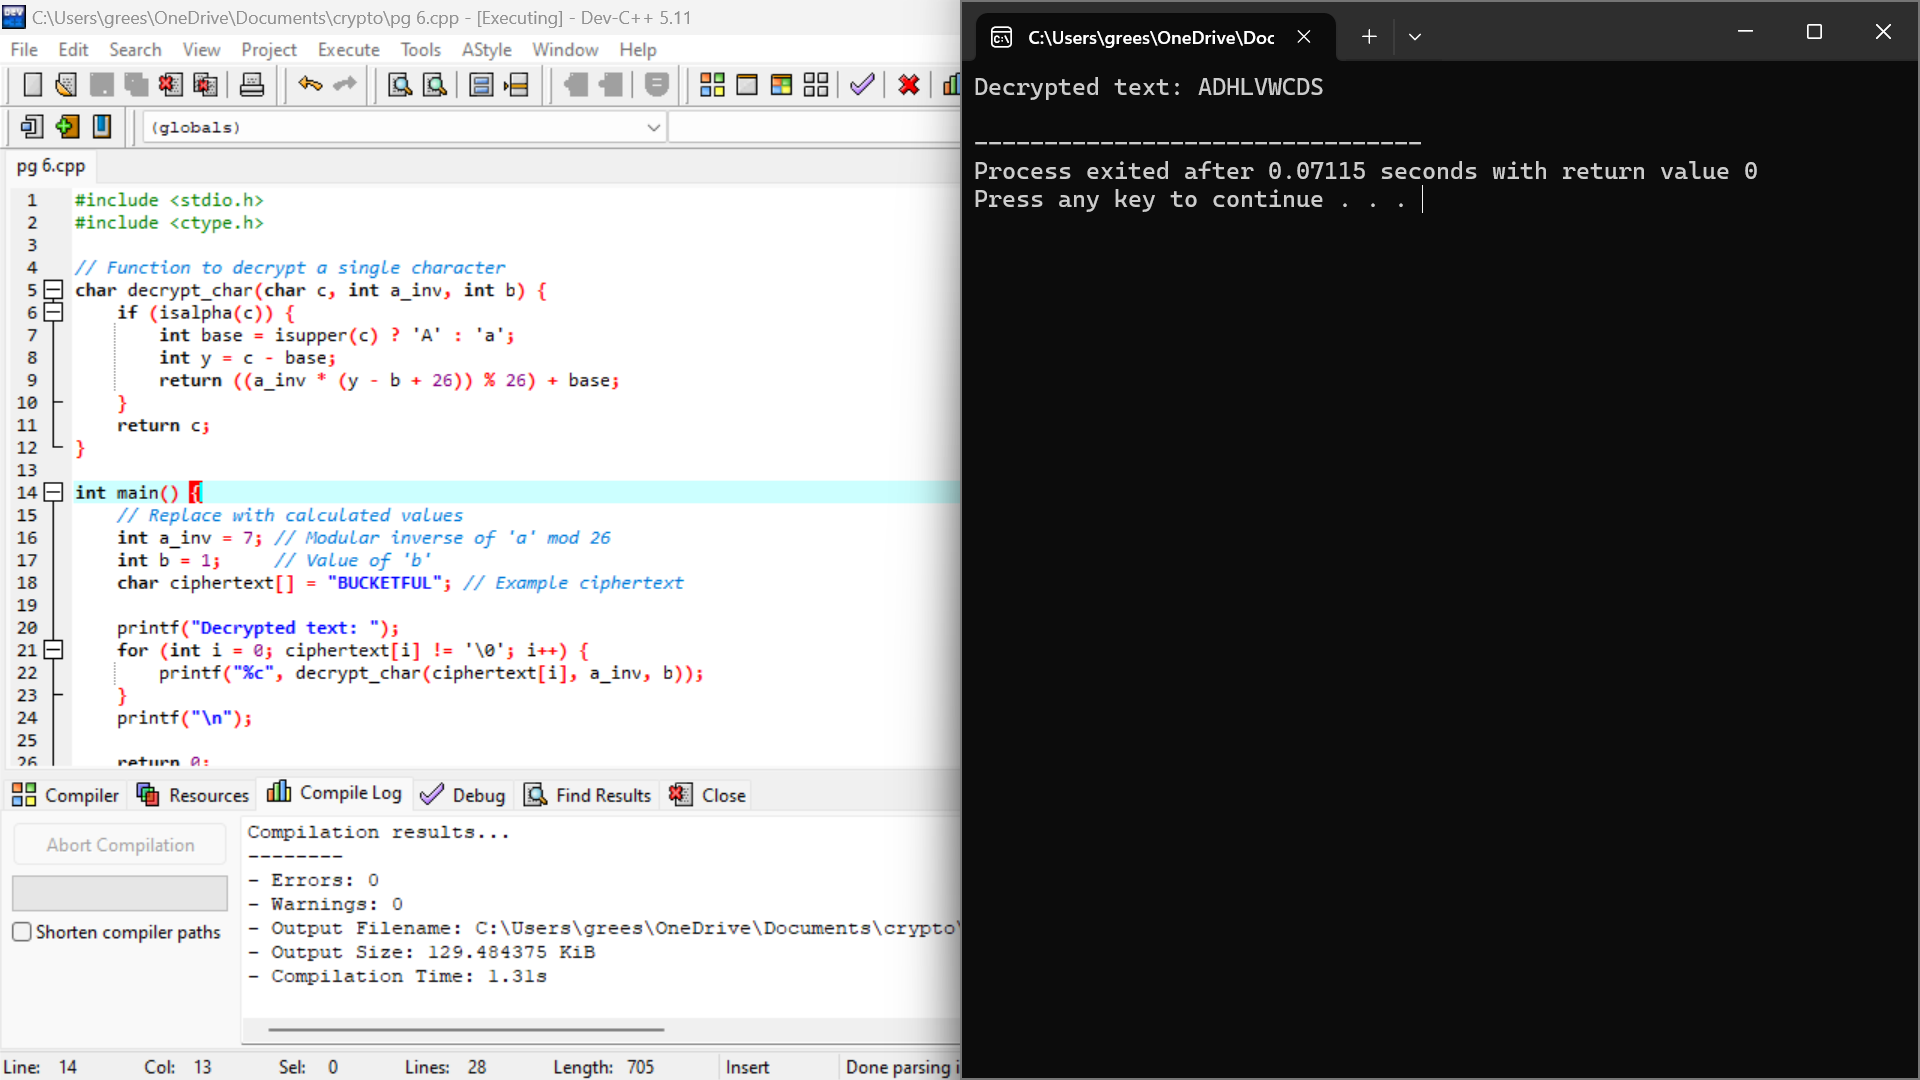 C:\Users\grees\OneDrive\Documents\crypto\pg 6.cpp - [Executing] - Dev-C++ 5.11
File Edit Search View Project Execute Tools AStyle Window Help
(globals)
pg 6.cpp
1 #include <stdio.h>
2 #include <ctype.h>
3
4 // Function to decrypt a single character
5 char decrypt_char(char c, int a_inv, int b) {
6     if (isalpha(c)) {
7         int base = isupper(c) ? 'A' : 'a';
8         int y = c - base;
9         return ((a_inv * (y - b + 26)) % 26) + base;
10     }
11     return c;
12 }
13
14 int main() {
15     // Replace with calculated values
16     int a_inv = 7; // Modular inverse of 'a' mod 26
17     int b = 1;     // Value of 'b'
18     char ciphertext[] = "BUCKETFUL"; // Example ciphertext
19
20     printf("Decrypted text: ");
21     for (int i = 0; ciphertext[i] != '\0'; i++) {
22         printf("%c", decrypt_char(ciphertext[i], a_inv, b));
23     }
24     printf("\n");
25
26     return 0;
Compiler Resources Compile Log Debug Find Results Close
Abort Compilation
Shorten compiler paths
Compilation results...
--------
- Errors: 0
- Warnings: 0
- Output Filename: C:\Users\grees\OneDrive\Documents\crypto\
- Output Size: 129.484375 KiB
- Compilation Time: 1.31s
Line: 14 Col: 13 Sel: 0 Lines: 28 Length: 705 Insert Done parsing i
C:\Users\grees\OneDrive\Doc
Decrypted text: ADHLVWCDS
--------------------------------
Process exited after 0.07115 seconds with return value 0
Press any key to continue . . .